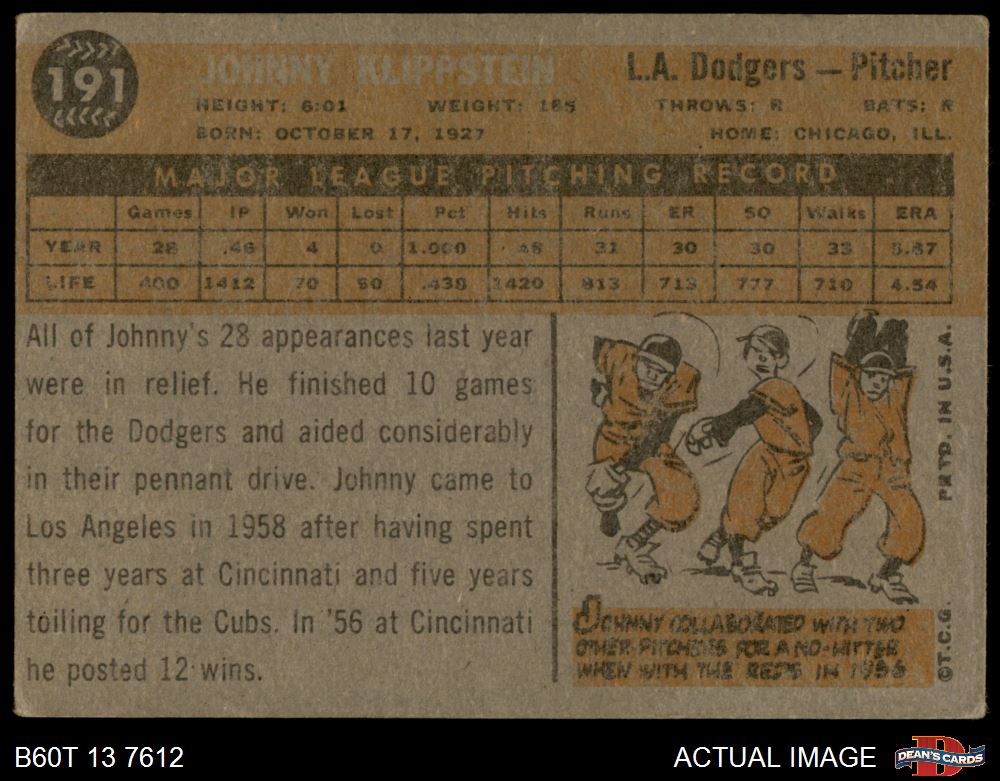 191
JOHNNY KLIPPSTEIN
L.A. Dodgers — Pitcher
HEIGHT: 6:01 WEIGHT: 185 THROWS: R BATS: R
BORN: OCTOBER 17, 1927 HOME: CHICAGO, ILL.
MAJOR LEAGUE PITCHING RECORD
Games IP Won Lost Pct Hits Runs ER SO Walks ERA
YEAR 28 .46 4 0 1.000 48 31 30 30 33 5.87
LIFE 400 1412 70 90 .438 1420 813 713 777 710 4.54
All of Johnny's 28 appearances last year
were in relief. He finished 10 games
for the Dodgers and aided considerably
in their pennant drive. Johnny came to
Los Angeles in 1958 after having spent
three years at Cincinnati and five years
toiling for the Cubs. In '56 at Cincinnati
he posted 12 wins.
JOHNNY COLLABORATED WITH TWO
OTHER PITCHERS FOR A NO-HITTER
WHEN WITH THE REDS IN 1956
©T.C.G. PRTD. IN U.S.A.
B60T 13 7612
ACTUAL IMAGE
D
DEAN'S CARDS